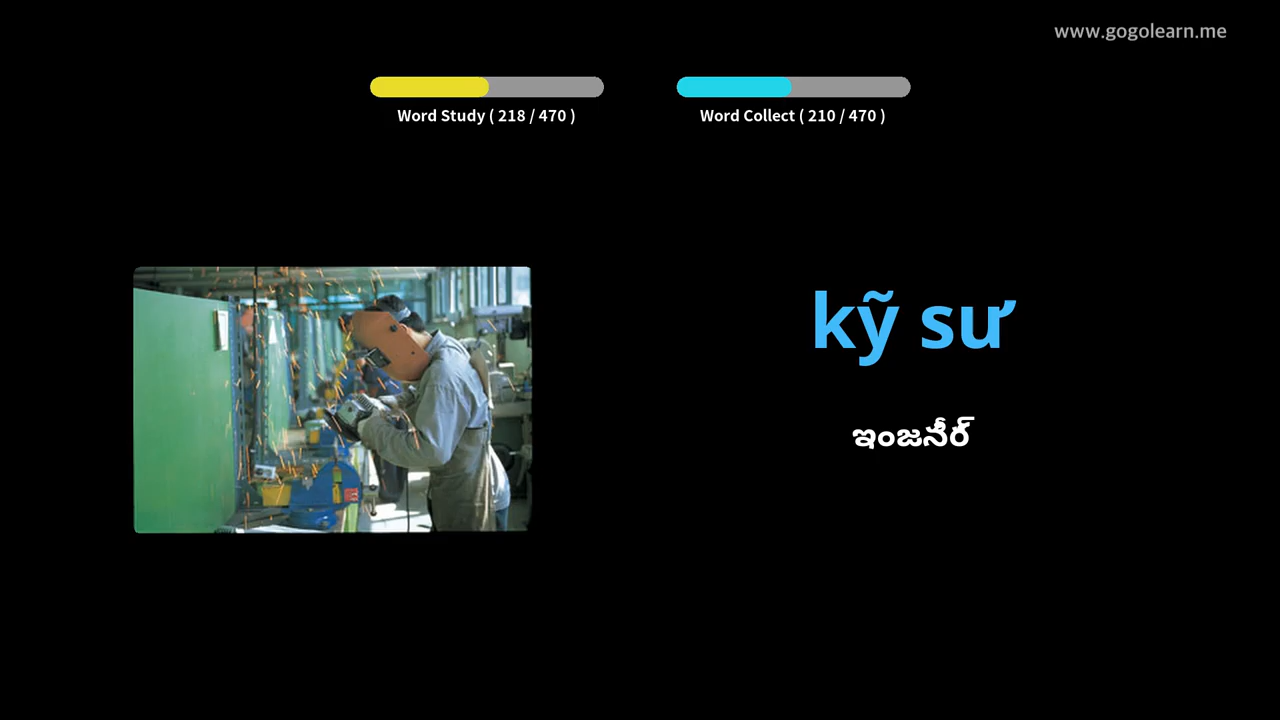 www.gogolearn.me
Word Study ( 218 / 470 )
Word Collect ( 210 / 470 )
kỹ sư
ఇంజనీర్